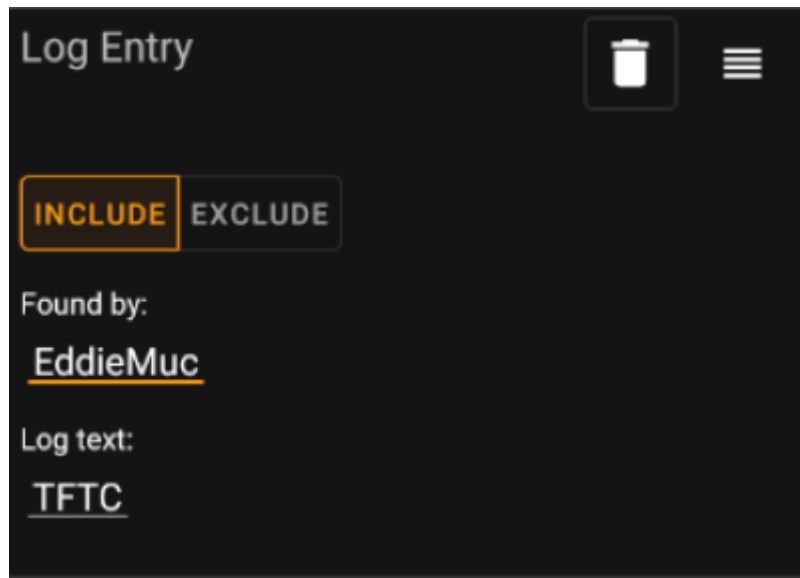 Log Entry
INCLUDE EXCLUDE
Found by:
EddieMuc
Log text:
TFTC